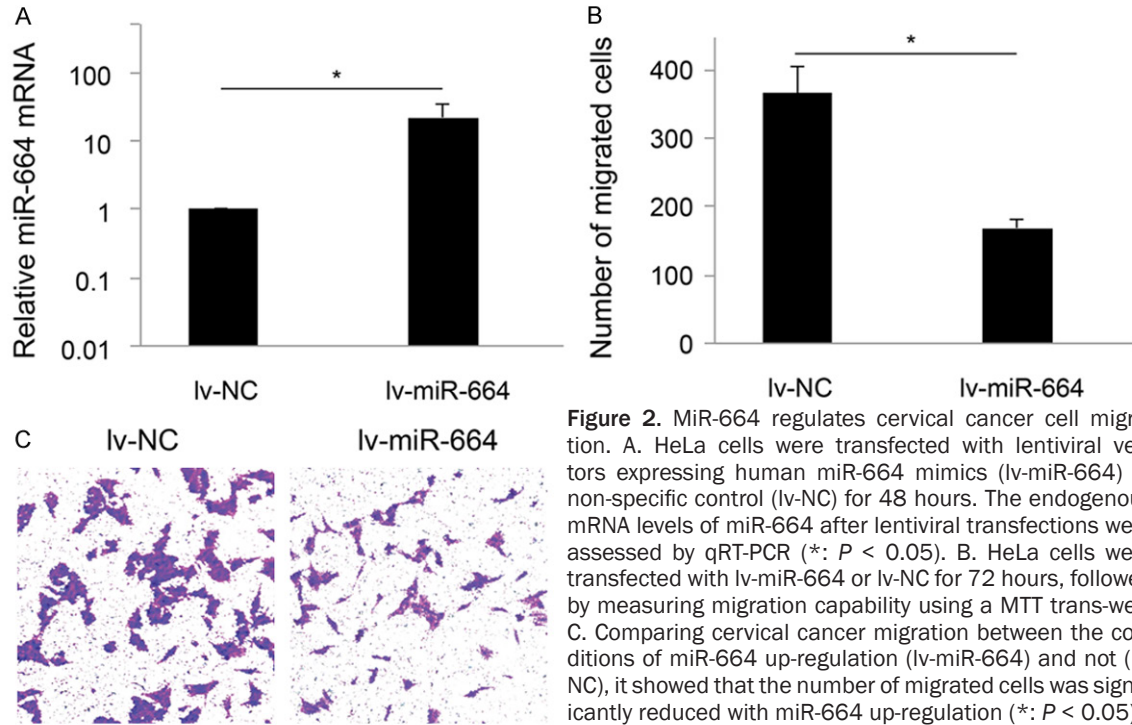 A
Relative miR-664 mRNA
100
10
1
0.1
0.01
*
lv-NC
lv-miR-664
B
Number of migrated cells
400
300
200
100
0
*
lv-NC
lv-miR-664
C
lv-NC
lv-miR-664
Figure 2. MiR-664 regulates cervical cancer cell migra-
tion. A. HeLa cells were transfected with lentiviral vec-
tors expressing human miR-664 mimics (lv-miR-664)
non-specific control (lv-NC) for 48 hours. The endogenou
mRNA levels of miR-664 after lentiviral transfections we
assessed by qRT-PCR (*: P < 0.05). B. HeLa cells we
transfected with lv-miR-664 or lv-NC for 72 hours, followe
by measuring migration capability using a MTT trans-we
C. Comparing cervical cancer migration between the co
ditions of miR-664 up-regulation (lv-miR-664) and not (
NC), it showed that the number of migrated cells was sign
icantly reduced with miR-664 up-regulation (*: P < 0.05)